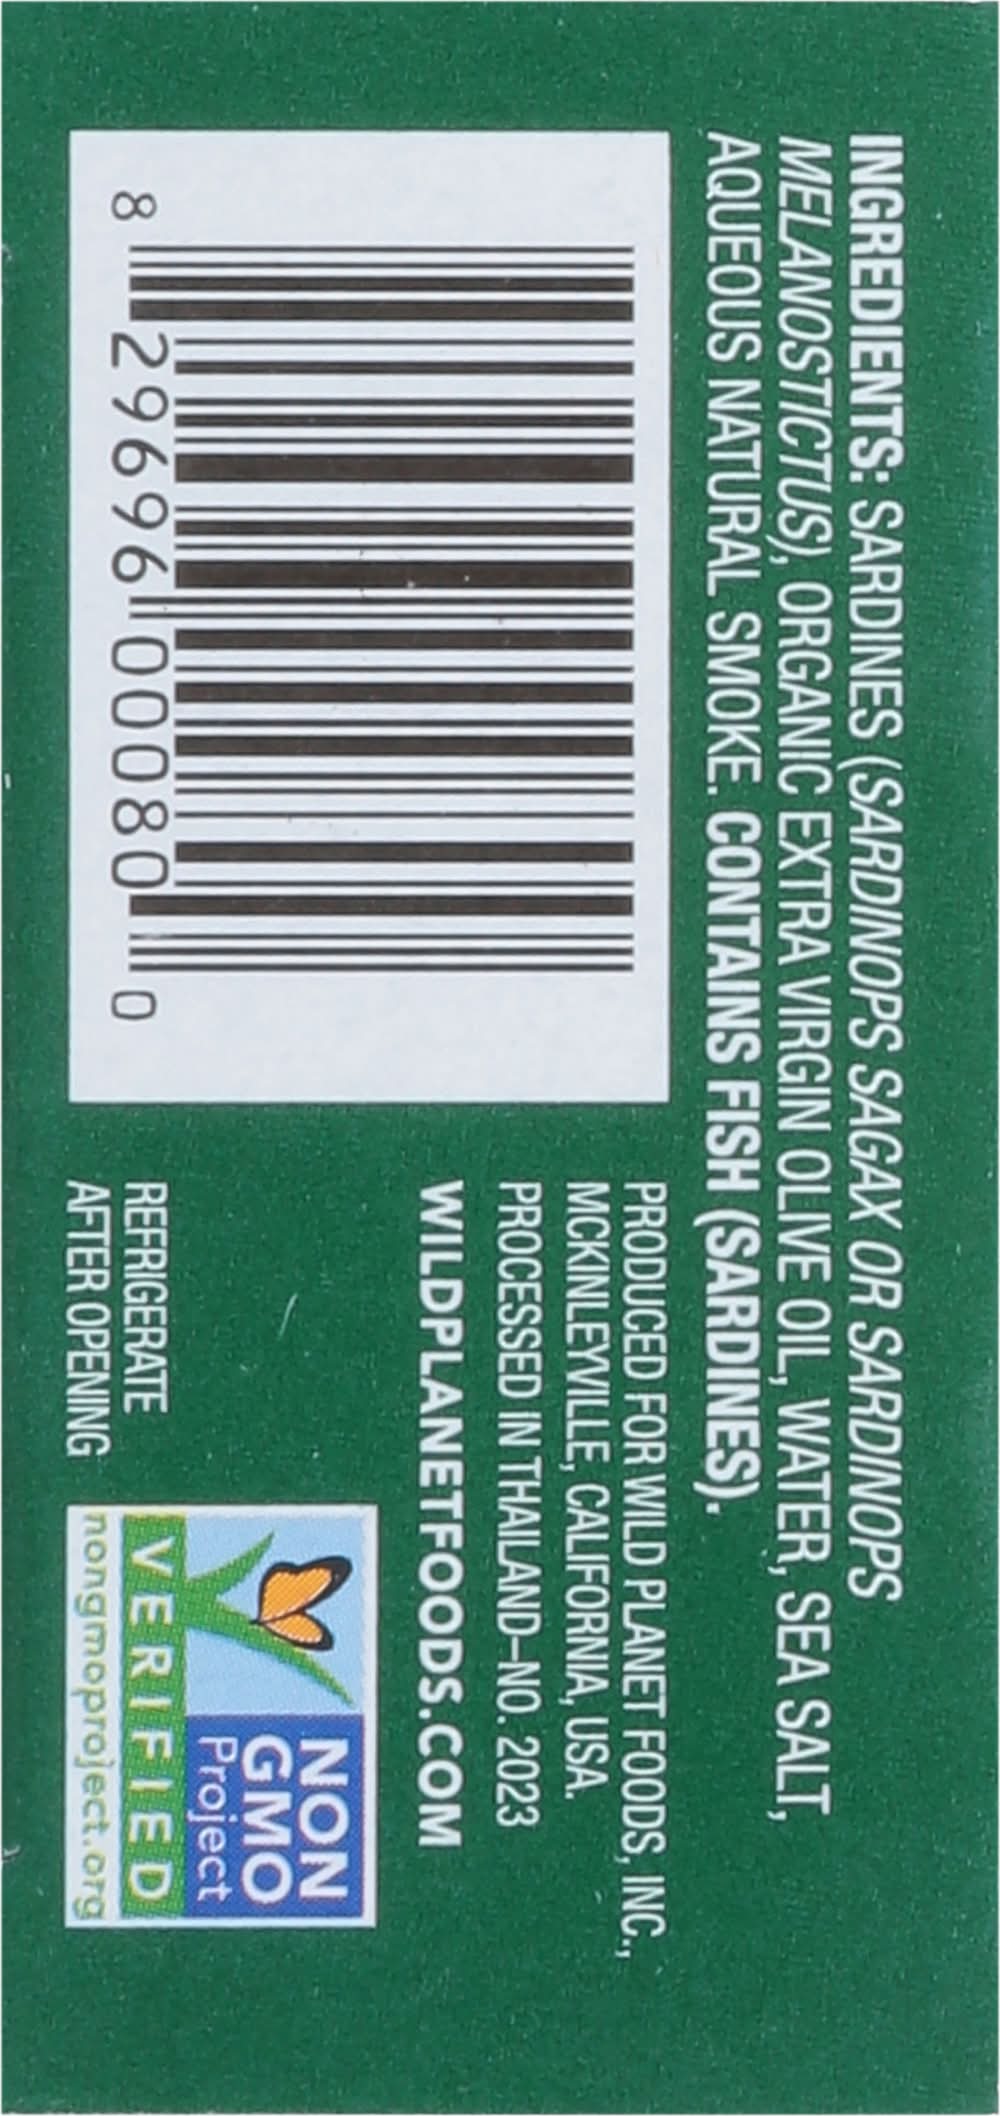 INGREDIENTS: SARDINES (SARDINOPS SAGAX OR SARDINOPS
MELANOSTICTUS), ORGANIC EXTRA VIRGIN OLIVE OIL, WATER, SEA SALT,
AQUEOUS NATURAL SMOKE. CONTAINS FISH (SARDINES).
8 29696 00080 0
PRODUCED FOR WILD PLANET FOODS, INC.,
MCKINLEYVILLE, CALIFORNIA, USA.
PROCESSED IN THAILAND–NO. 2023
WILDPLANETFOODS.COM
REFRIGERATE
AFTER OPENING
NON
GMO
Project
VERIFIED
nongmoproject.org